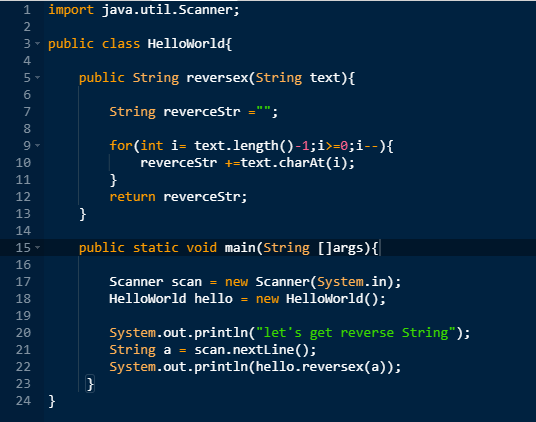 1 import java.util.Scanner;
2
3 public class HelloWorld{
4
5 public String reversex(String text){
6
7 String reverceStr ="";
8
9 for(int i= text.length()-1;i>=0;i--){
10 reverceStr +=text.charAt(i);
11 }
12 return reverceStr;
13 }
14
15 public static void main(String []args){
16
17 Scanner scan = new Scanner(System.in);
18 HelloWorld hello = new HelloWorld();
19
20 System.out.println("let's get reverse String");
21 String a = scan.nextLine();
22 System.out.println(hello.reversex(a));
23 }
24 }